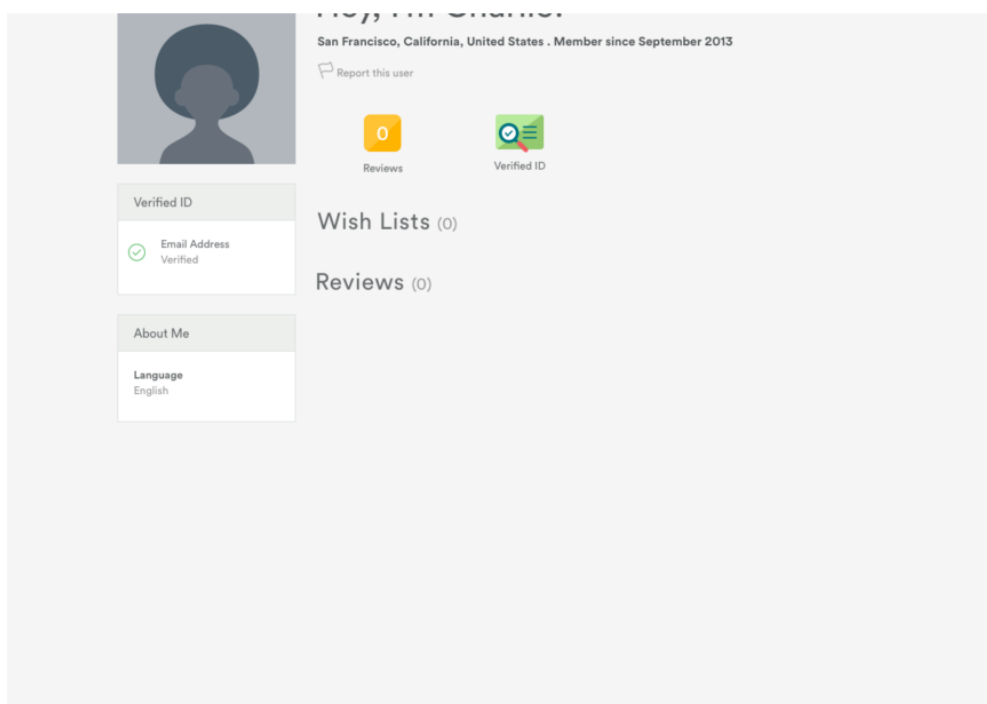 San Francisco, California, United States . Member since September 2013
Report this user
0
Reviews
Verified ID
Verified ID
Email Address
Verified
About Me
Language
English
Wish Lists (0)
Reviews (0)